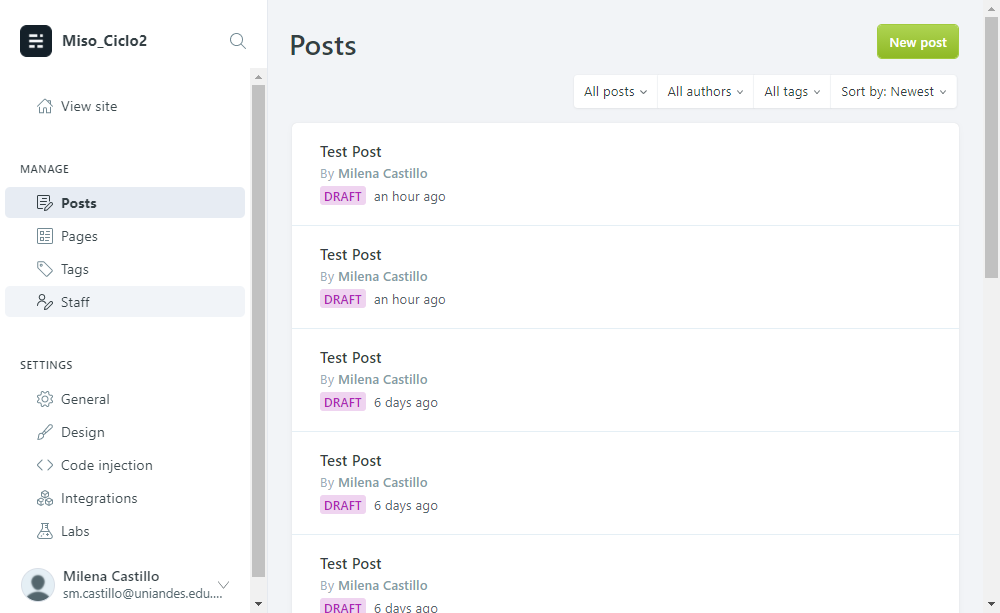 Miso_Ciclo2
View site
MANAGE
Posts
Pages
Tags
Staff
SETTINGS
General
Design
Code injection
Integrations
Labs
Milena Castillo
sm.castillo@uniandes.edu....
Posts
New post
All posts
All authors
All tags
Sort by: Newest
Test Post
By Milena Castillo
DRAFT an hour ago
Test Post
By Milena Castillo
DRAFT an hour ago
Test Post
By Milena Castillo
DRAFT 6 days ago
Test Post
By Milena Castillo
DRAFT 6 days ago
Test Post
By Milena Castillo
DRAFT 6 days ago